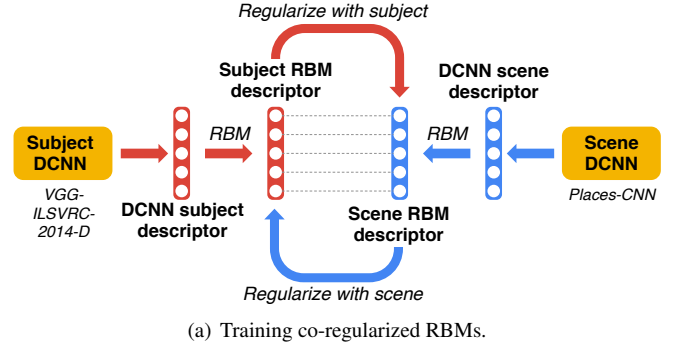 Regularize with subject
Subject RBM
descriptor
DCNN scene
descriptor
Subject
DCNN
RBM
RBM
Scene
DCNN
VGG-
ILSVRC-
2014-D
Places-CNN
DCNN subject
descriptor
Scene RBM
descriptor
Regularize with scene
(a) Training co-regularized RBMs.